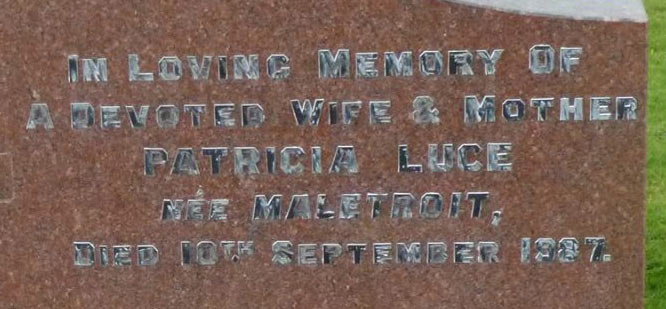 In Loving Memory Of
A Devoted Wife & Mother
PATRICIA LUCE
née MALETROIT,
Died 10th September 1987.